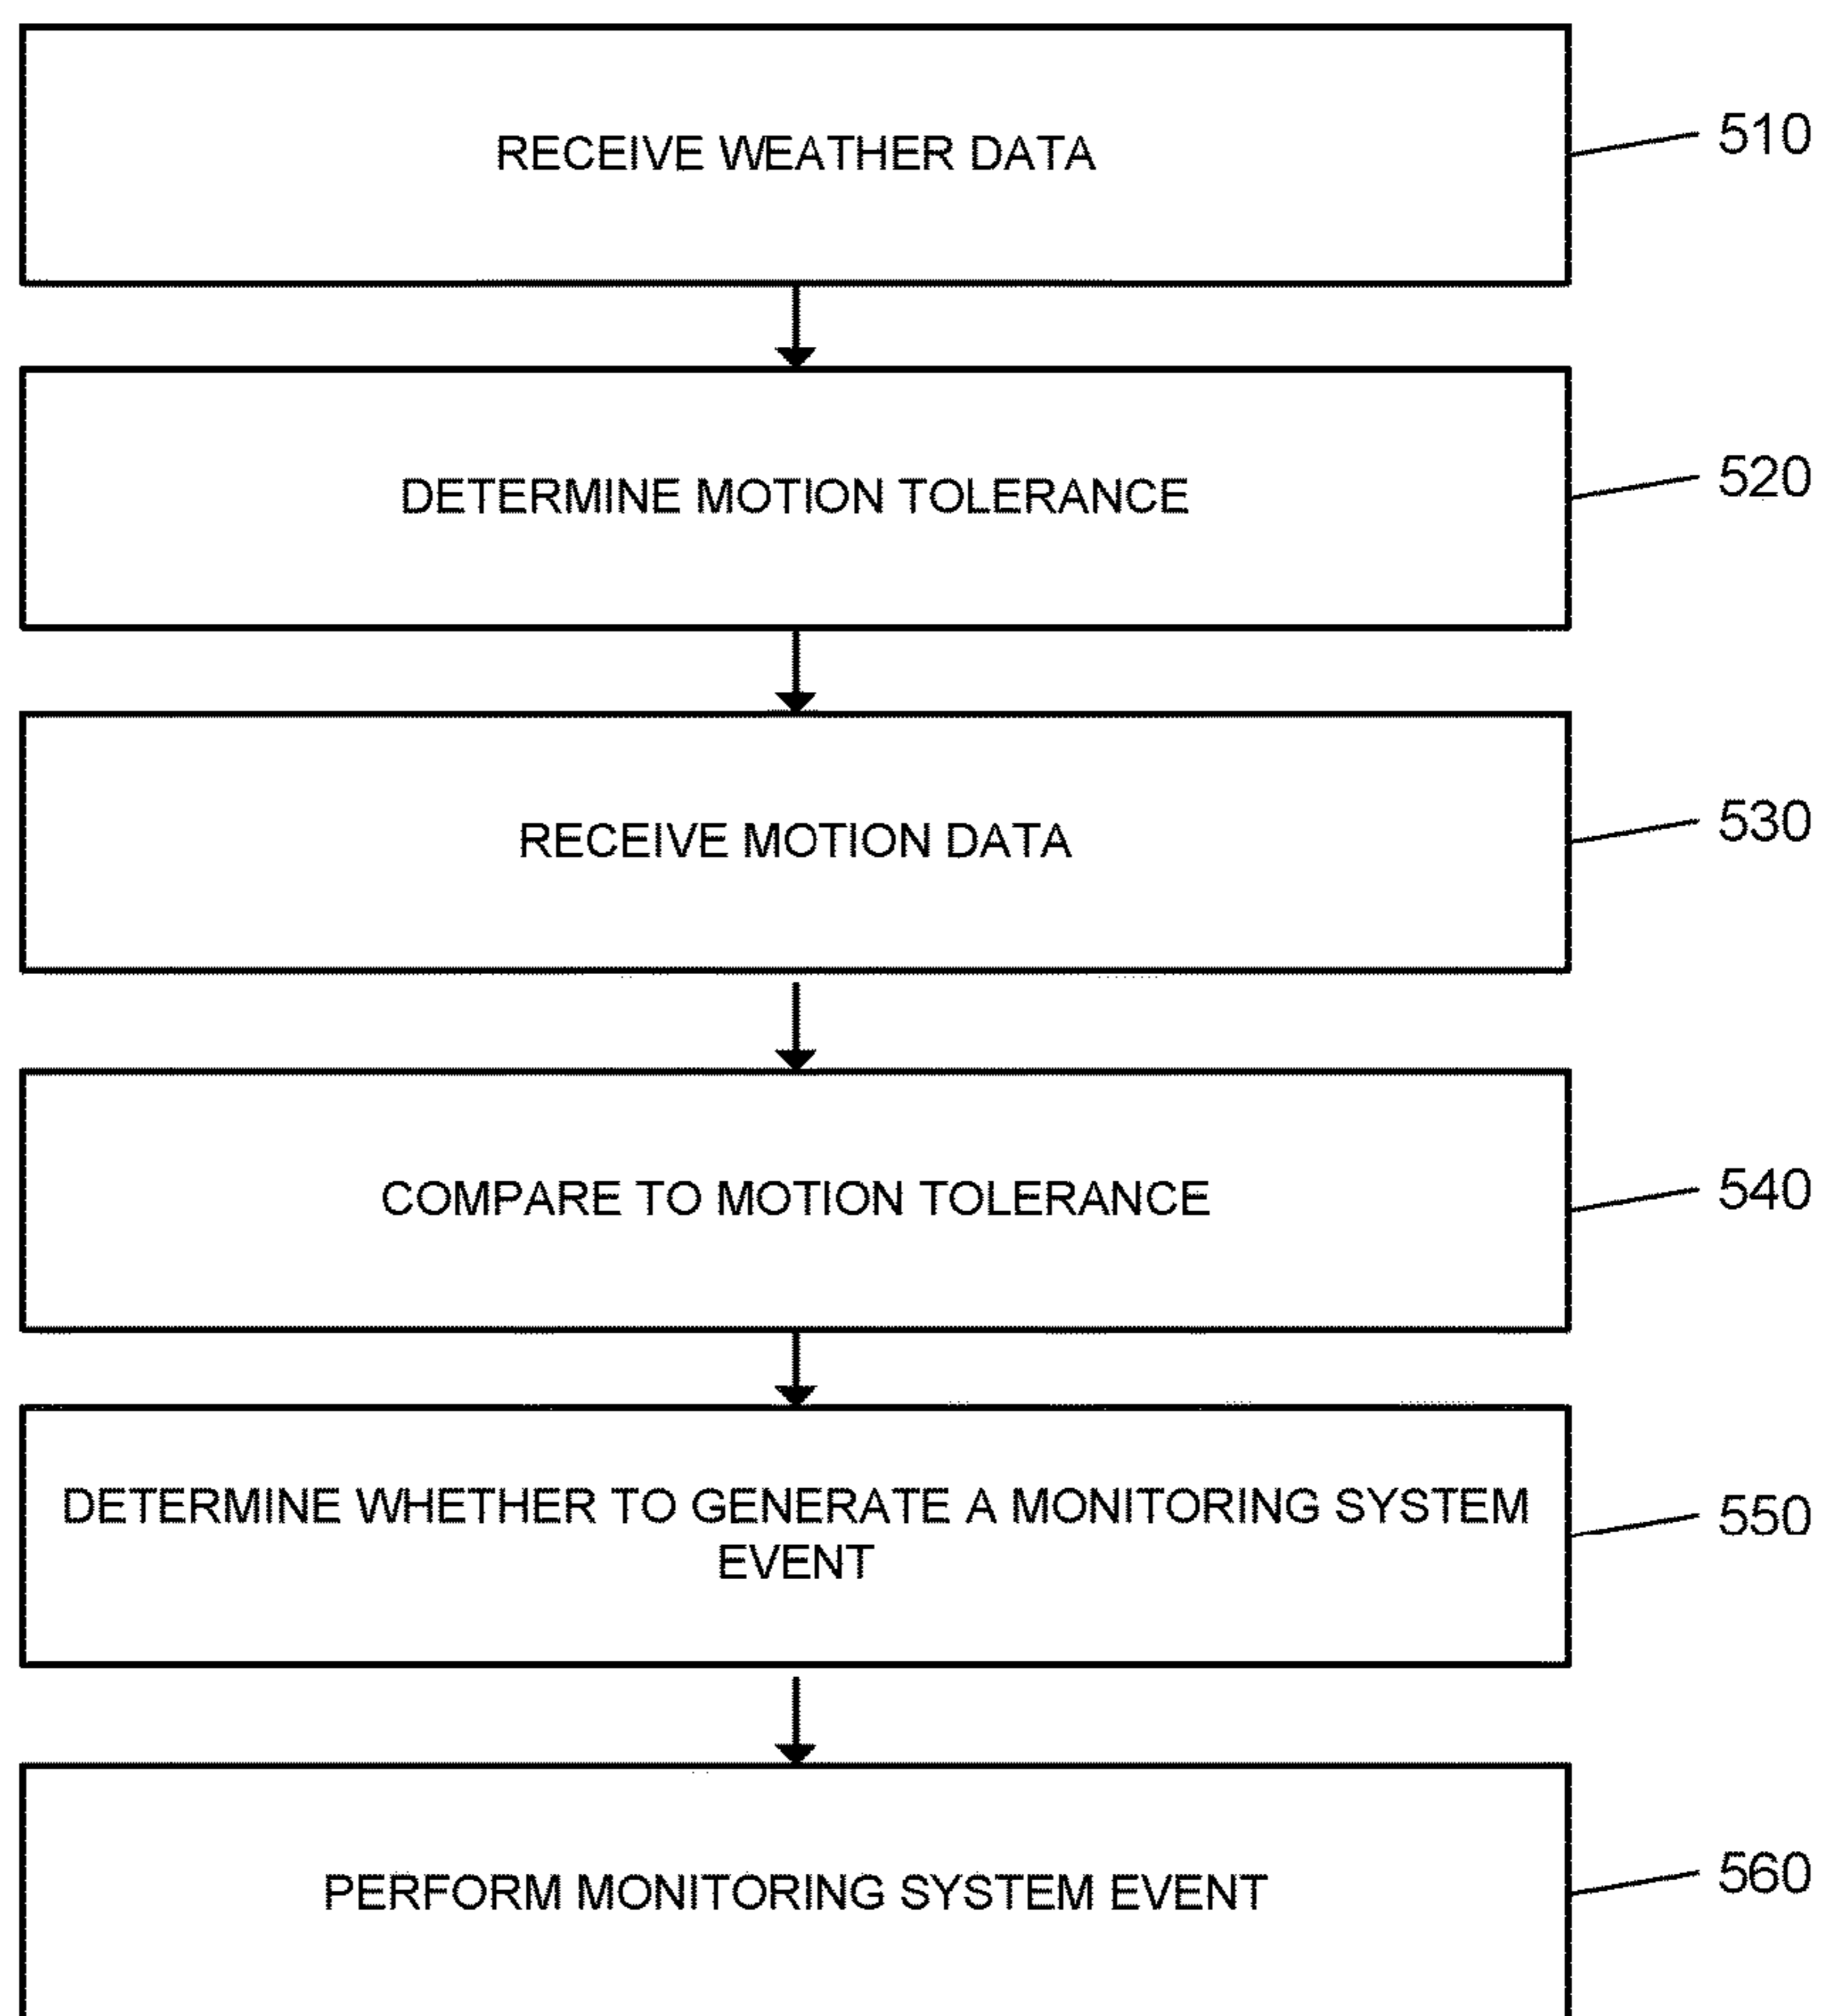 RECEIVE WEATHER DATA
510
DETERMINE MOTION TOLERANCE
520
RECEIVE MOTION DATA
530
COMPARE TO MOTION TOLERANCE
540
DETERMINE WHETHER TO GENERATE A MONITORING SYSTEM
EVENT
550
PERFORM MONITORING SYSTEM EVENT
560